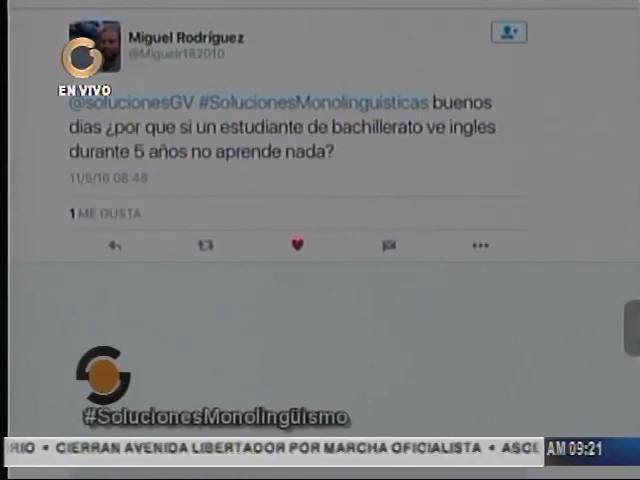 Miguel Rodríguez
@Miguelr182010
EN VIVO
@solucionesGV #SolucionesMonolinguisticas buenos
dias ¿por que si un estudiante de bachillerato ve ingles
durante 5 años no aprende nada?
11/5/16 08:48
1 ME GUSTA
#SolucionesMonolingüismo
RIO • CIERRAN AVENIDA LIBERTADOR POR MARCHA OFICIALISTA • ASCE AM 09:21